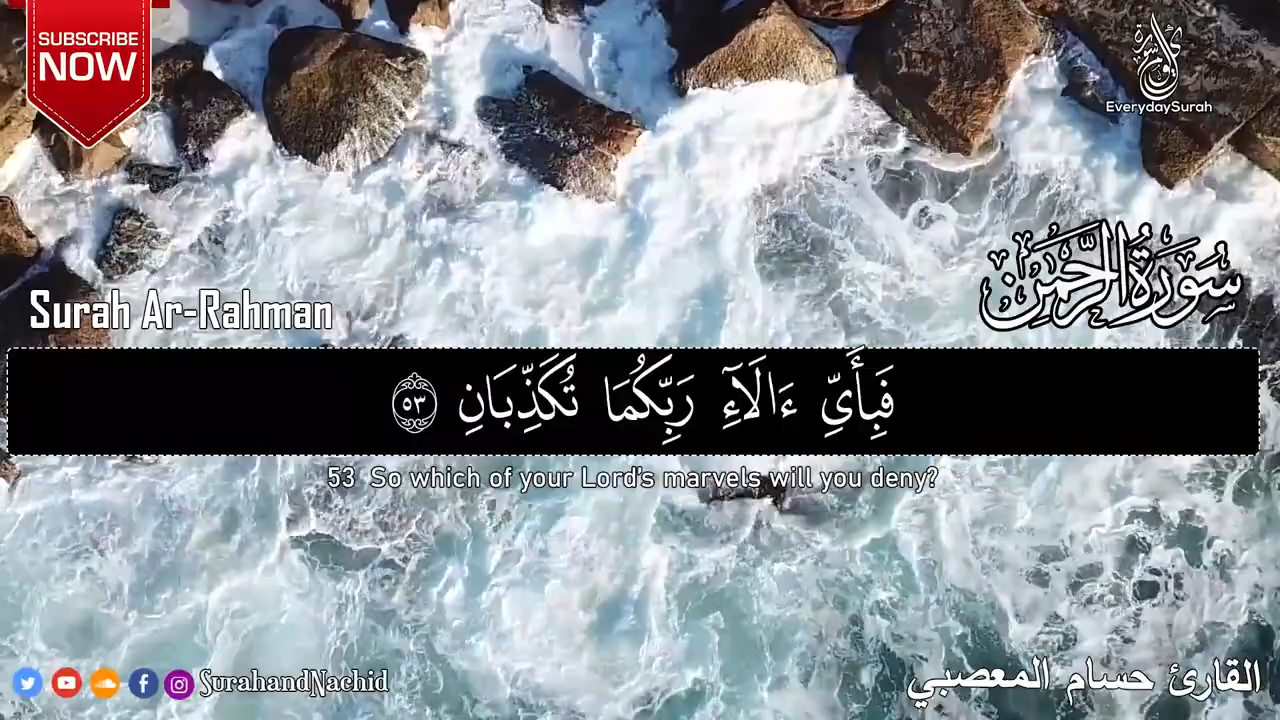 SUBSCRIBE
NOW
EverydaySurah
سُورَةُ الرَّحْمَٰن
Surah Ar-Rahman
فَبِأَىِّ ءَالَآءِ رَبِّكُمَا تُكَذِّبَانِ ٥٣
53 So which of your Lord's marvels will you deny?
SurahandNachid
القارئ حسام المعصبي